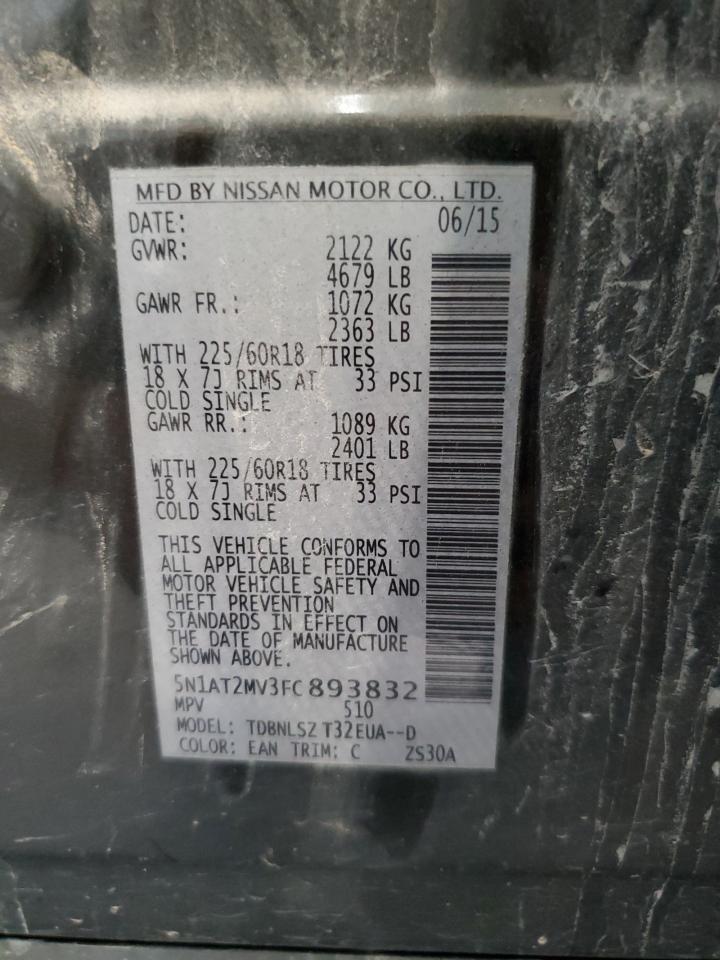 MFD BY NISSAN MOTOR CO., LTD.
DATE: 06/15
GVWR: 2122 KG
4679 LB
GAWR FR.: 1072 KG
2363 LB
WITH 225/60R18 TIRES
18 X 7J RIMS AT 33 PSI
COLD SINGLE
GAWR RR.: 1089 KG
2401 LB
WITH 225/60R18 TIRES
18 X 7J RIMS AT 33 PSI
COLD SINGLE
THIS VEHICLE CONFORMS TO
ALL APPLICABLE FEDERAL
MOTOR VEHICLE SAFETY AND
THEFT PREVENTION
STANDARDS IN EFFECT ON
THE DATE OF MANUFACTURE
SHOWN ABOVE.
5N1AT2MV3FC893832
MPV 510
MODEL: TDBNLSZ T32EUA--D
COLOR: EAN TRIM: C ZS30A